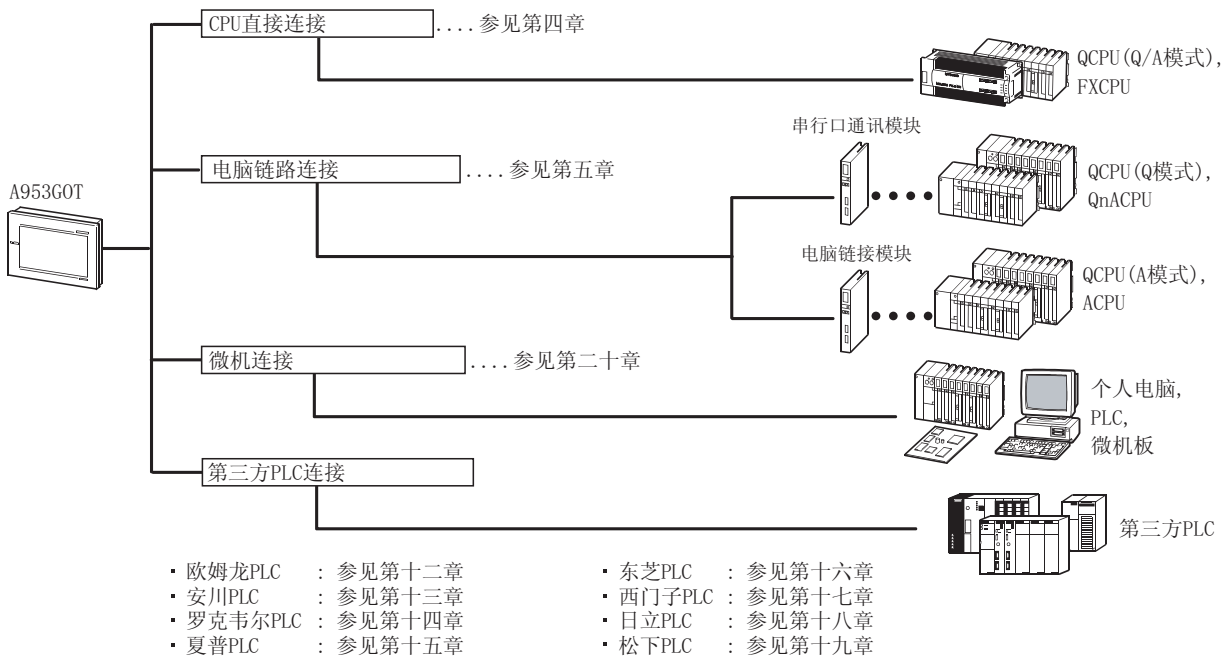 CPU直接连接 ....参见第四章
QCPU(Q/A模式),
FXCPU
串行口通讯模块
电脑链路连接 ....参见第五章
QCPU(Q模式),
QnACPU
A953GOT
电脑链接模块
QCPU(A模式),
ACPU
微机连接 ....参见第二十章
个人电脑,
PLC,
微机板
第三方PLC连接
第三方PLC
・欧姆龙PLC : 参见第十二章
・安川PLC : 参见第十三章
・罗克韦尔PLC : 参见第十四章
・夏普PLC : 参见第十五章
・东芝PLC : 参见第十六章
・西门子PLC : 参见第十七章
・日立PLC : 参见第十八章
・松下PLC : 参见第十九章